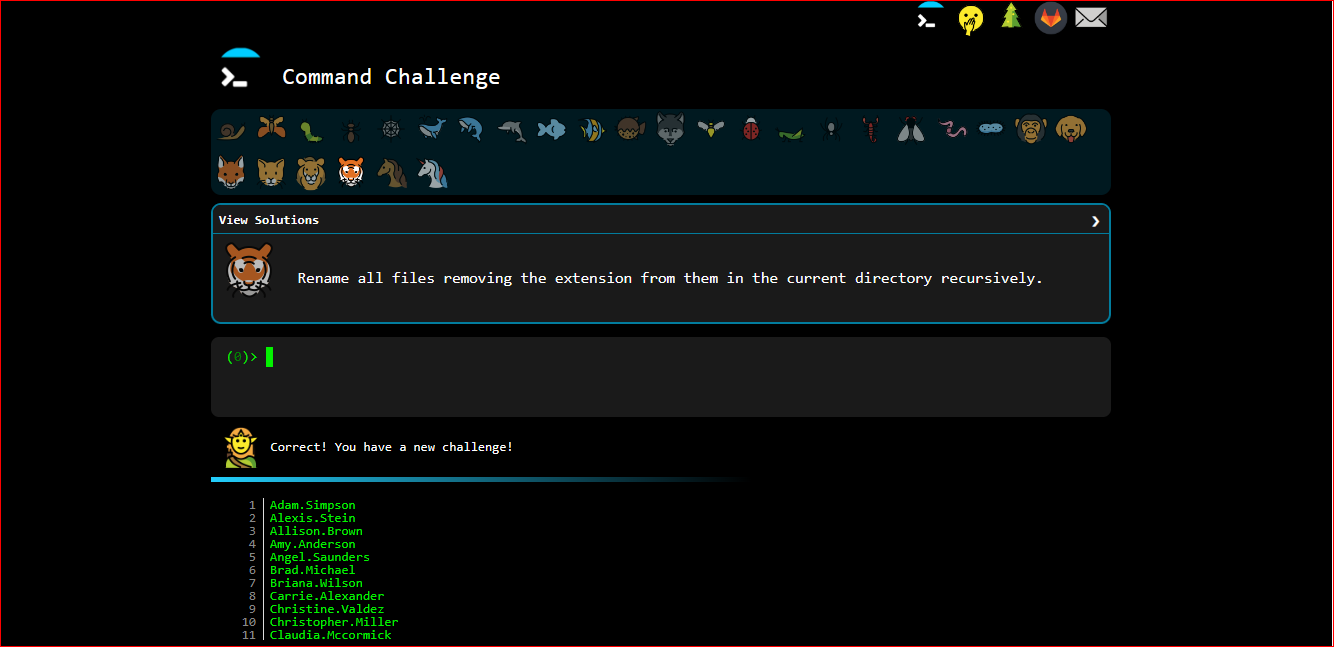 Command Challenge
View Solutions
Rename all files removing the extension from them in the current directory recursively.
(0)>
Correct! You have a new challenge!
1 Adam.Simpson
2 Alexis.Stein
3 Allison.Brown
4 Amy.Anderson
5 Angel.Saunders
6 Brad.Michael
7 Briana.Wilson
8 Carrie.Alexander
9 Christine.Valdez
10 Christopher.Miller
11 Claudia.Mccormick